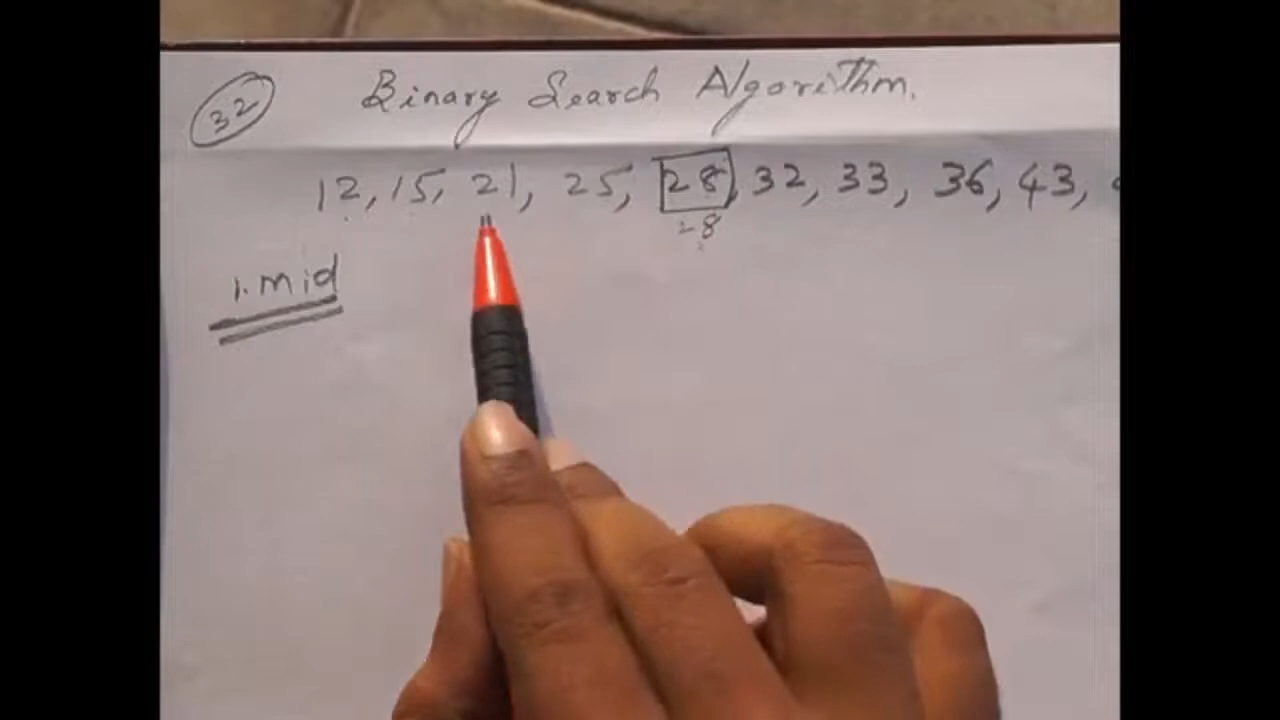 32
Binary Search Algorithm.
12, 15, 21, 25, 28, 32, 33, 36, 43,
28
1. mid